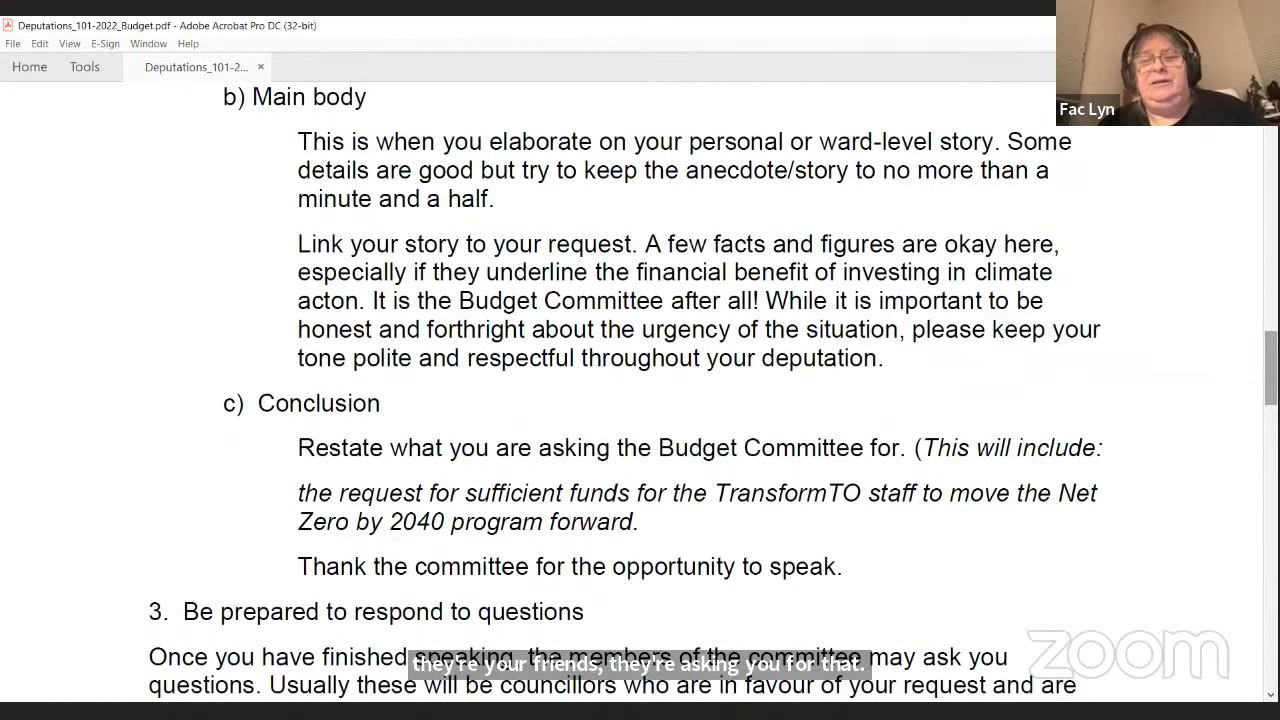 Deputations_101-2022_Budget.pdf - Adobe Acrobat Pro DC (32-bit)
File Edit View E-Sign Window Help
Home Tools Deputations_101-2... ×
Fac Lyn
b) Main body
This is when you elaborate on your personal or ward-level story. Some
details are good but try to keep the anecdote/story to no more than a
minute and a half.
Link your story to your request. A few facts and figures are okay here,
especially if they underline the financial benefit of investing in climate
acton. It is the Budget Committee after all! While it is important to be
honest and forthright about the urgency of the situation, please keep your
tone polite and respectful throughout your deputation.
c) Conclusion
Restate what you are asking the Budget Committee for. (This will include:
the request for sufficient funds for the TransformTO staff to move the Net
Zero by 2040 program forward.
Thank the committee for the opportunity to speak.
3. Be prepared to respond to questions
Once you have finished speaking, the members of the committee may ask you
questions. Usually these will be councillors who are in favour of your request and are
they're your friends, they're asking you for that.
zoom